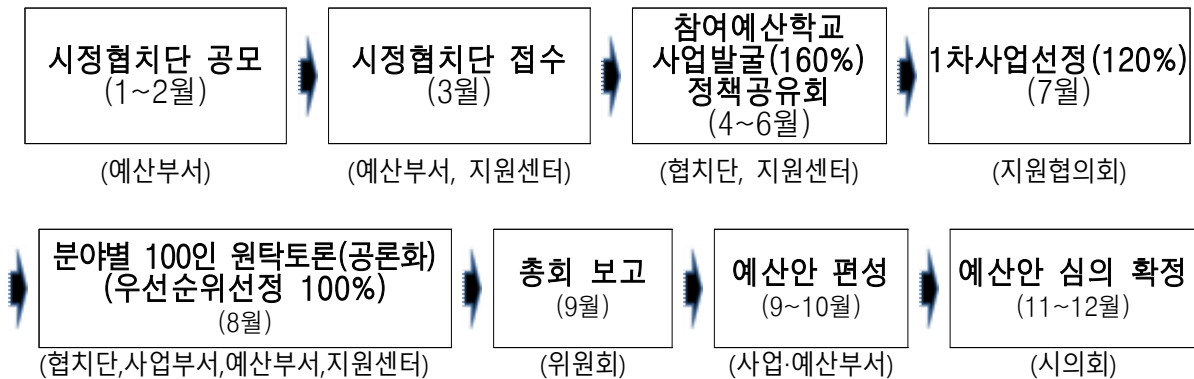 시정협치단 공모
(1~2월)
(예산부서)
시정협치단 접수
(3월)
(예산부서, 지원센터)
참여예산학교
사업발굴(160%)
정책공유회
(4~6월)
(협치단, 지원센터)
1차사업선정(120%)
(7월)
(지원협의회)
분야별 100인 원탁토론(공론화)
(우선순위선정 100%)
(8월)
(협치단,사업부서,예산부서,지원센터)
총회 보고
(9월)
(위원회)
예산안 편성
(9~10월)
(사업·예산부서)
예산안 심의 확정
(11~12월)
(시의회)